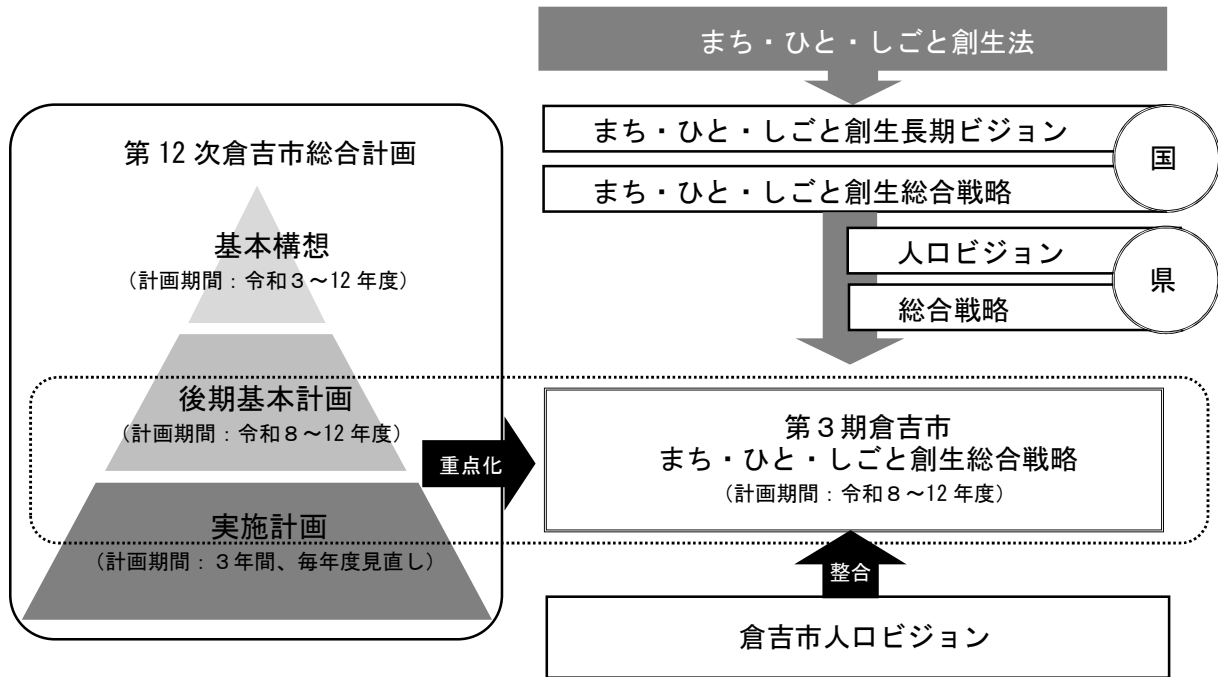 第12次倉吉市総合計画
基本構想
（計画期間：令和３～12年度）
後期基本計画
（計画期間：令和８～12年度）
実施計画
（計画期間：３年間、毎年度見直し）
重点化
まち・ひと・しごと創生法
まち・ひと・しごと創生長期ビジョン
まち・ひと・しごと創生総合戦略
国
人口ビジョン
総合戦略
県
第３期倉吉市
まち・ひと・しごと創生総合戦略
（計画期間：令和８～12年度）
整合
倉吉市人口ビジョン